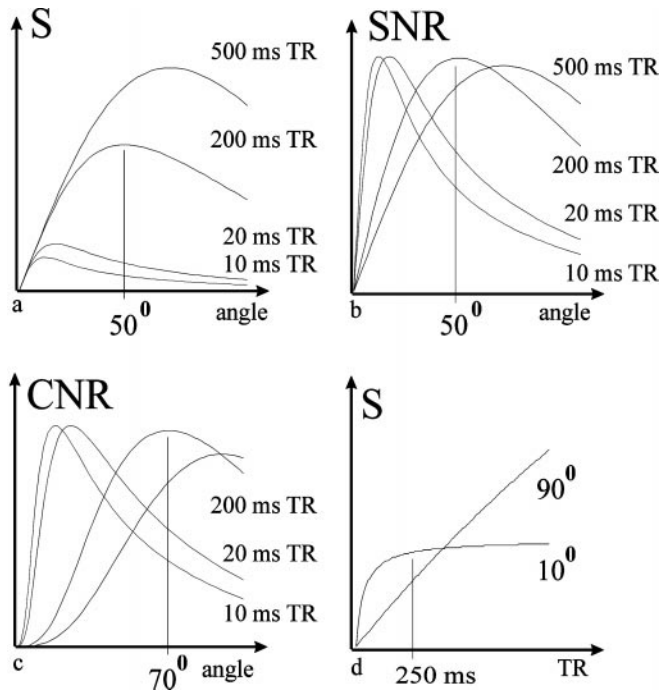 S
500 ms TR
200 ms TR
20 ms TR
10 ms TR
a
50⁰
angle
SNR
500 ms TR
200 ms TR
20 ms TR
10 ms TR
b
50⁰
angle
CNR
200 ms TR
20 ms TR
10 ms TR
c
70⁰
angle
S
90⁰
10⁰
d
250 ms
TR